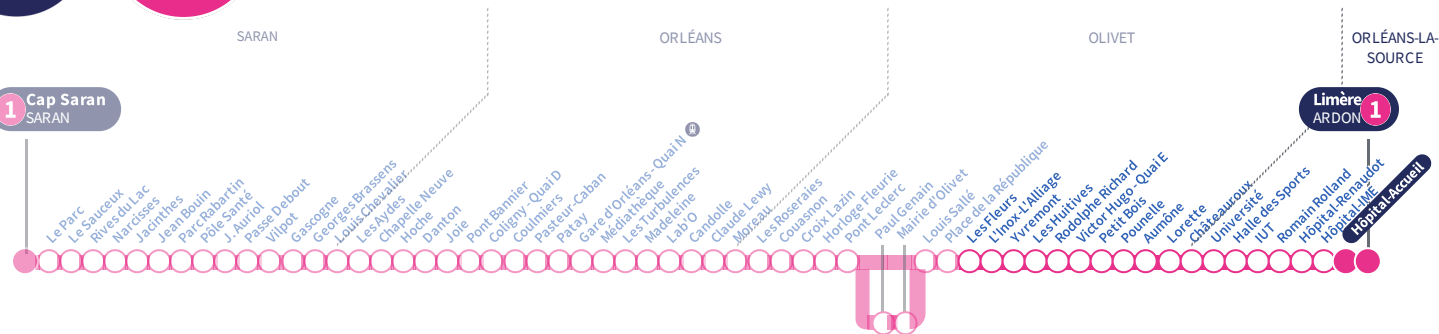 SARAN
ORLÉANS
OLIVET
ORLÉANS-LA-
SOURCE
1
Cap Saran
SARAN
Limère
ARDON
1
Le Parc
Le Sauceux
Rives du Lac
Narcisses
Jacinthes
Jean Bouin
Parc Rabartin
Pôle Santé
J. Auriol
Passe Debout
Vilpot
Gascogne
Georges Brassens
Louis Chevalier
Les Aydes
Chapelle Neuve
Hoche
Danton
Joie
Pont Bannier
Coligny - Quai D
Coulmiers
Pasteur-Caban
Patay
Gare d'Orléans - Quai N
Médiathèque
Les Turbulences
Madeleine
Lab'O
Candolle
Claude Lewy
Moreau
Les Roseraies
Couasnon
Croix Lazin
Horloge Fleurie
Pont Leclerc
Paul Genain
Mairie d'Olivet
Louis Sallé
Place de la République
Les Fleurs
L'Inox-L'Alliage
Yvremont
Les Huitives
Rodolphe Richard
Victor Hugo - Quai E
Petit Bois
Poumelle
Aumône
Lorette
Châteauroux
Université
Halle des Sports
IUT
Romain Rolland
Hôpital-Renaudot
Hôpital-IME
Hôpital-Accueil